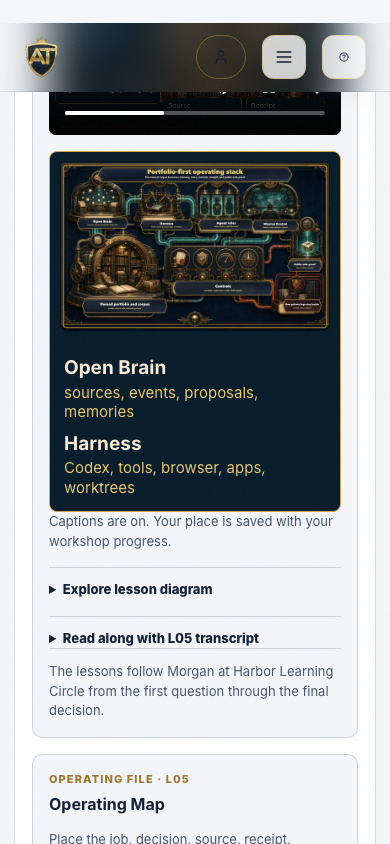 AT
Source
Receipt
Portfolio-first operating stack
Open Brain
Harness
Agent roles
Mission Control
Public-safe proof
Controls
Owned portfolio and corpus
Open Brain
sources, events, proposals,
memories
Harness
Codex, tools, browser, apps,
worktrees
Captions are on. Your place is saved with your
workshop progress.
Explore lesson diagram
Read along with L05 transcript
The lessons follow Morgan at Harbor Learning
Circle from the first question through the final
decision.
OPERATING FILE · L05
Operating Map
Place the job, decision, source, receipt,